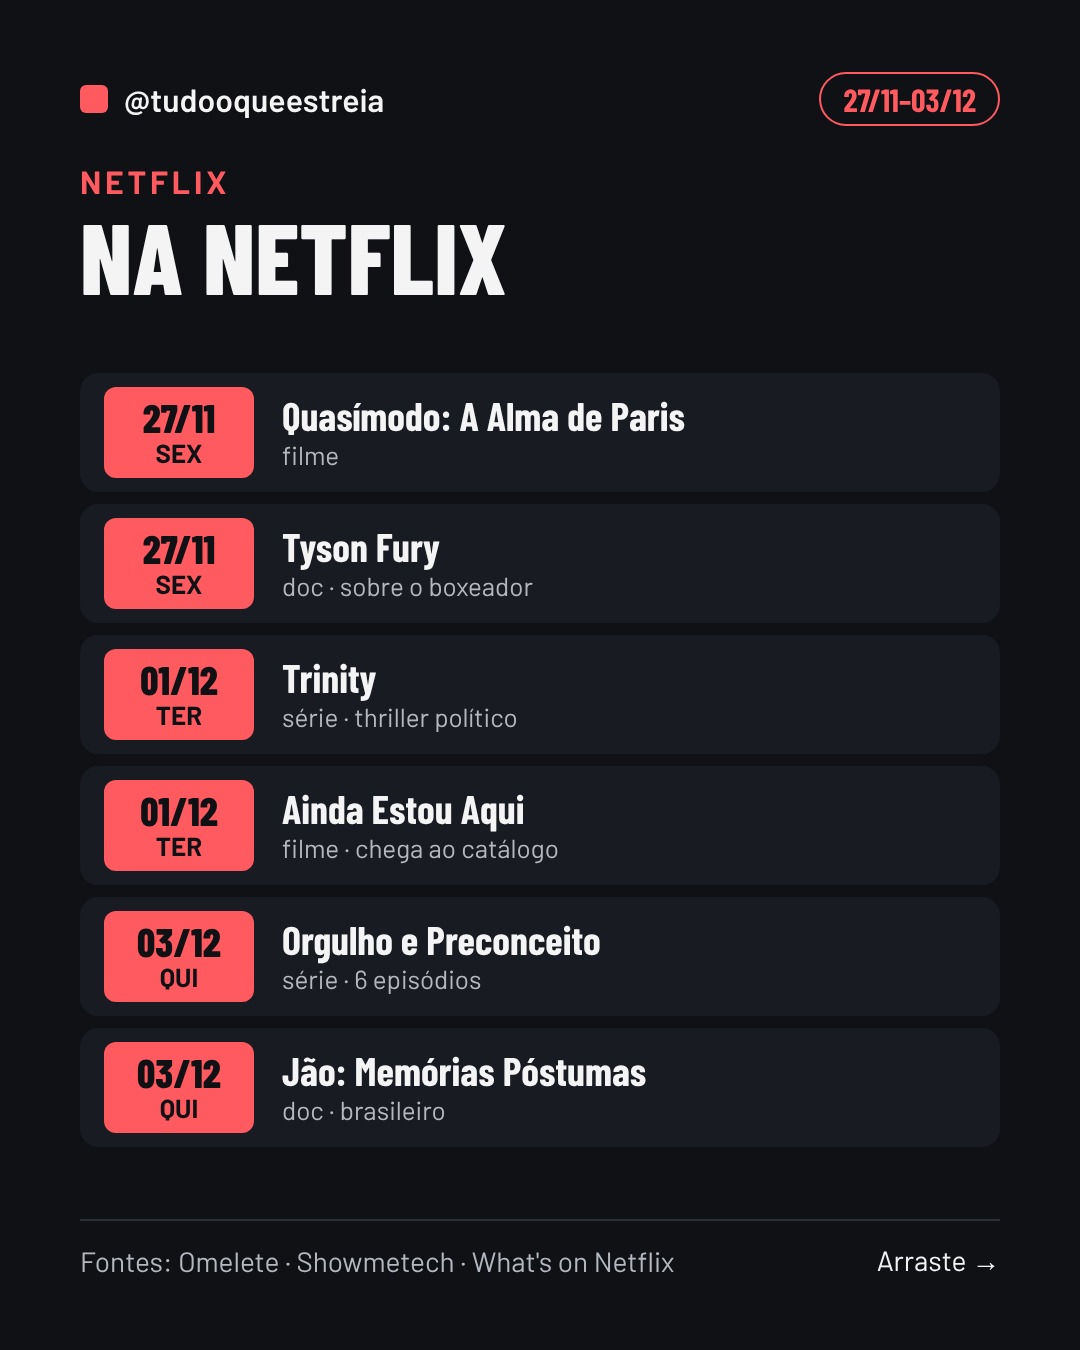 @tudooqueestreia
27/11–03/12
NETFLIX
NA NETFLIX
27/11
SEX
Quasímodo: A Alma de Paris
filme
27/11
SEX
Tyson Fury
doc · sobre o boxeador
01/12
TER
Trinity
série · thriller político
01/12
TER
Ainda Estou Aqui
filme · chega ao catálogo
03/12
QUI
Orgulho e Preconceito
série · 6 episódios
03/12
QUI
Jão: Memórias Póstumas
doc · brasileiro
Fontes: Omelete · Showmetech · What's on Netflix
Arraste →